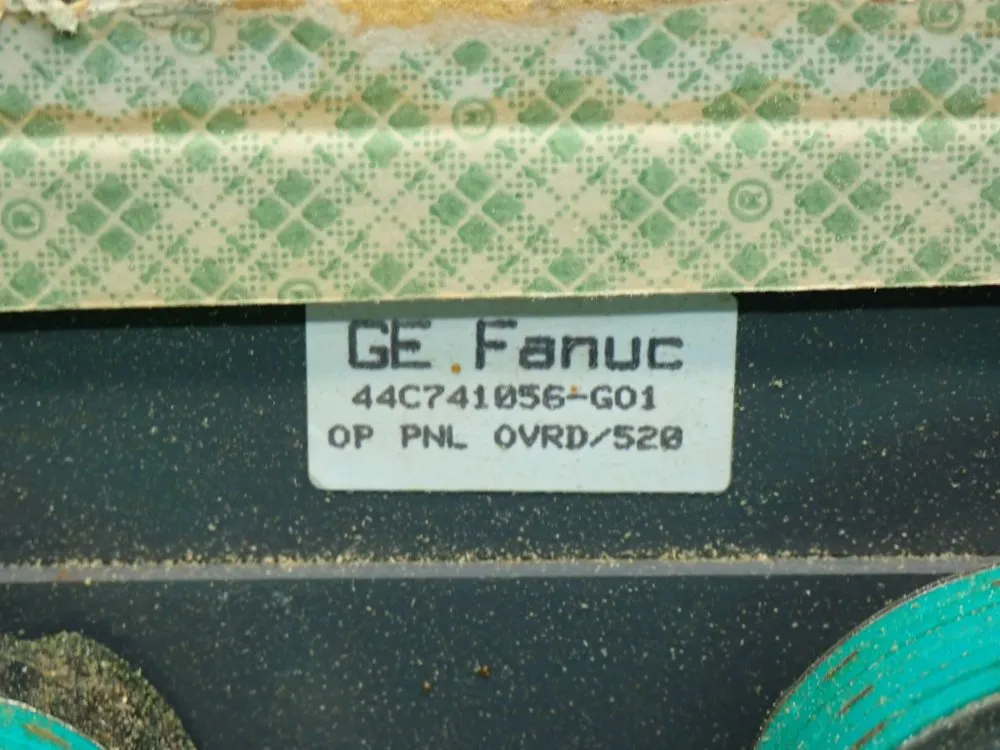 GE Fanuc
44C741056-G01
OP PNL OVRD/520